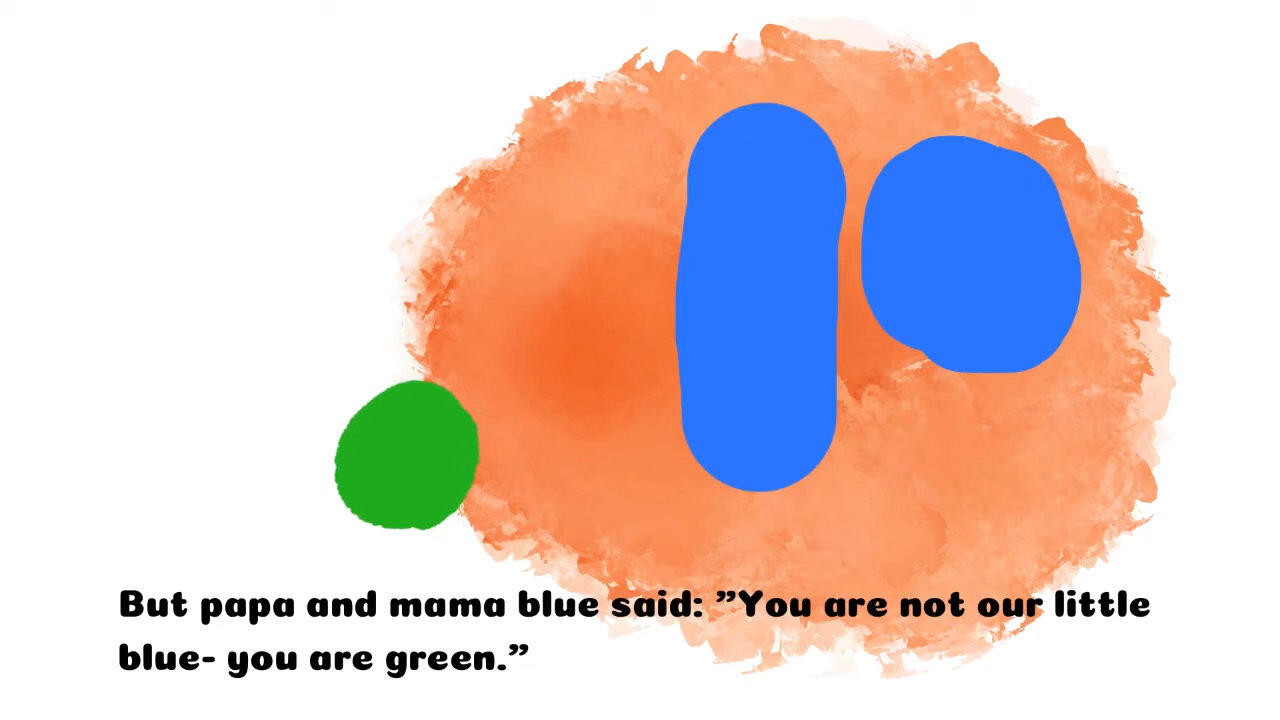 But papa and mama blue said: ”You are not our little
blue- you are green.”